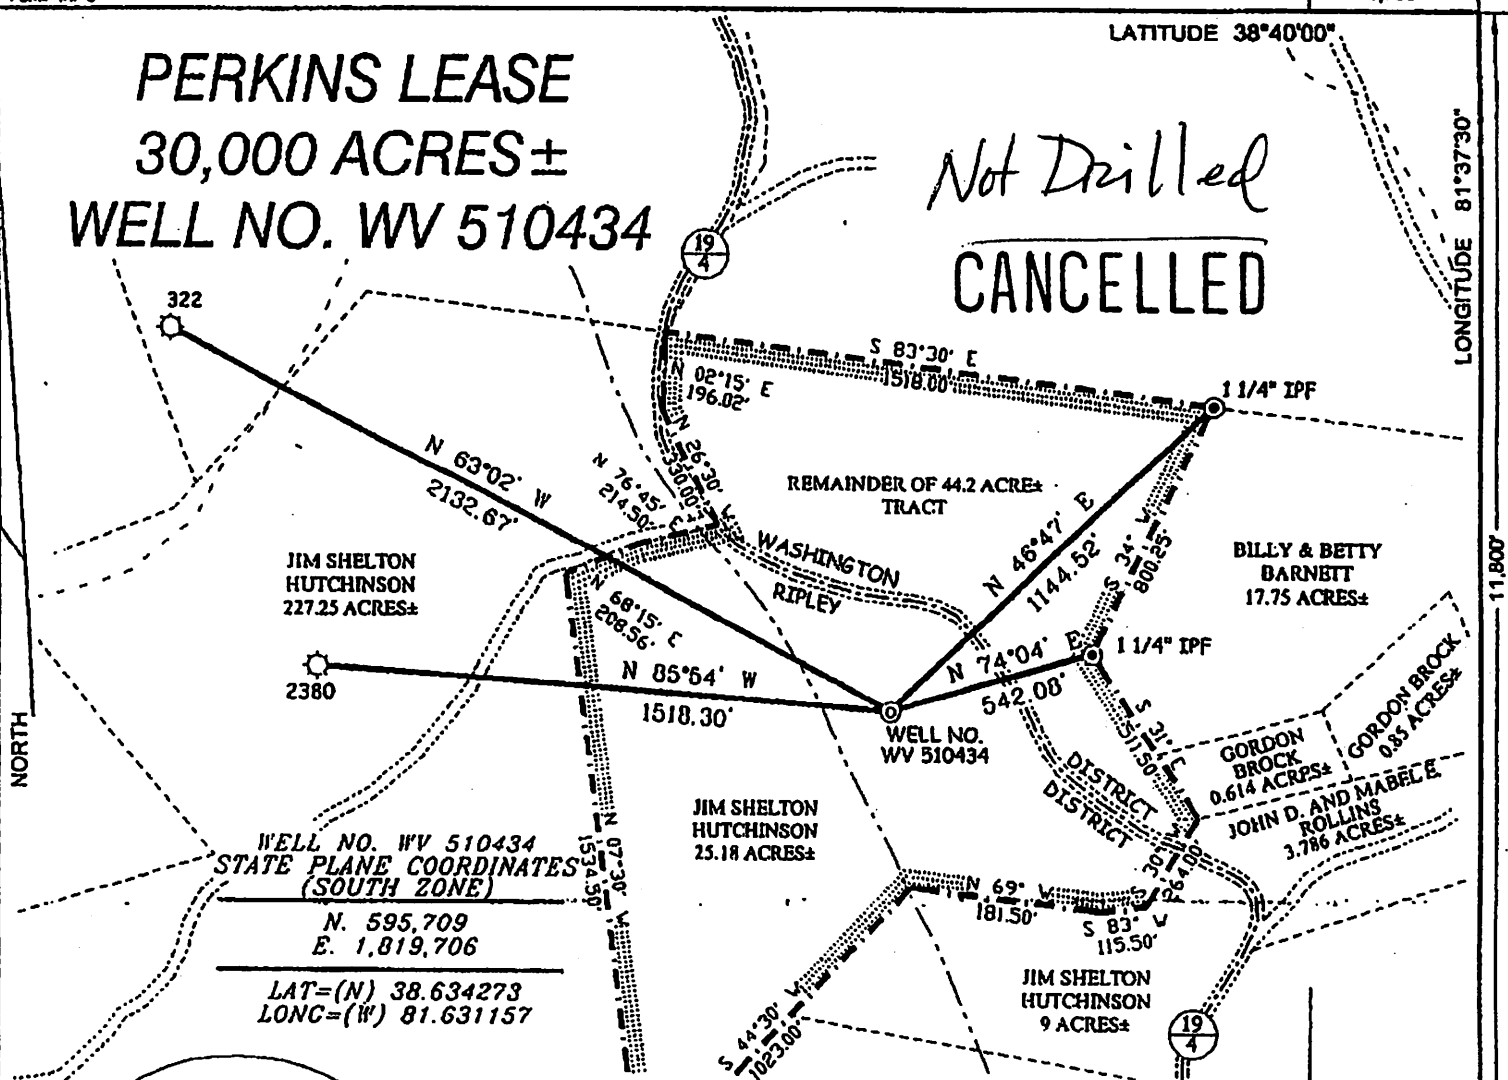 LATITUDE 38°40'00"
PERKINS LEASE
30,000 ACRES±
WELL NO. WV 510434
Not Drilled
CANCELLED
LONGITUDE 81°37'30"
19
4
322
S 83°30' E
1518.00'
1 1/4" IPF
N 02°15' E
196.02'
N 26°30' W
330.00'
N 63°02' W
2132.67'
N 76°45' E
214.50'
REMAINDER OF 44.2 ACRE±
TRACT
N 46°47' E
1144.52'
S 34° W
800.25'
BILLY & BETTY
BARNETT
17.75 ACRES±
11,800'
WASHINGTON
RIPLEY
JIM SHELTON
HUTCHINSON
227.25 ACRES±
N 68°15' E
208.56'
2380
N 85°54' W
1518.30'
N 74°04' E
542.08'
1 1/4" IPF
WELL NO.
WV 510434
S 31° E
511.50'
GORDON BROCK
0.85 ACRES±
GORDON
BROCK
0.614 ACRES±
JOHN D. AND MABEL E.
ROLLINS
3.786 ACRES±
DISTRICT
DISTRICT
NORTH
JIM SHELTON
HUTCHINSON
25.18 ACRES±
N 07°30' W
1534.50'
WELL NO. WV 510434
STATE PLANE COORDINATES
(SOUTH ZONE)
N. 595,709
E. 1,819,706
LAT=(N) 38.634273
LONG=(W) 81.631157
N 69° W
181.50'
S 83° W
115.50'
S 30° W
264.00'
JIM SHELTON
HUTCHINSON
9 ACRES±
S 44°30' W
1023.00'
19
4